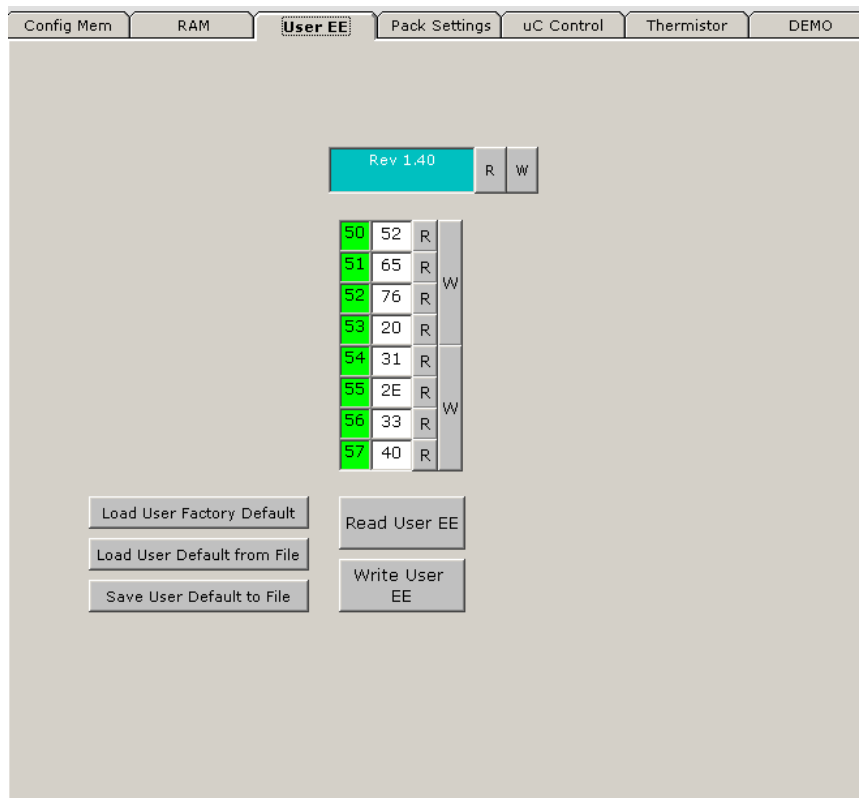 Config Mem RAM User EE Pack Settings uC Control Thermistor DEMO
Rev 1.40 R W
50 52 R
51 65 R
W
52 76 R
53 20 R
54 31 R
55 2E R
W
56 33 R
57 40 R
Load User Factory Default
Load User Default from File
Save User Default to File
Read User EE
Write User
EE